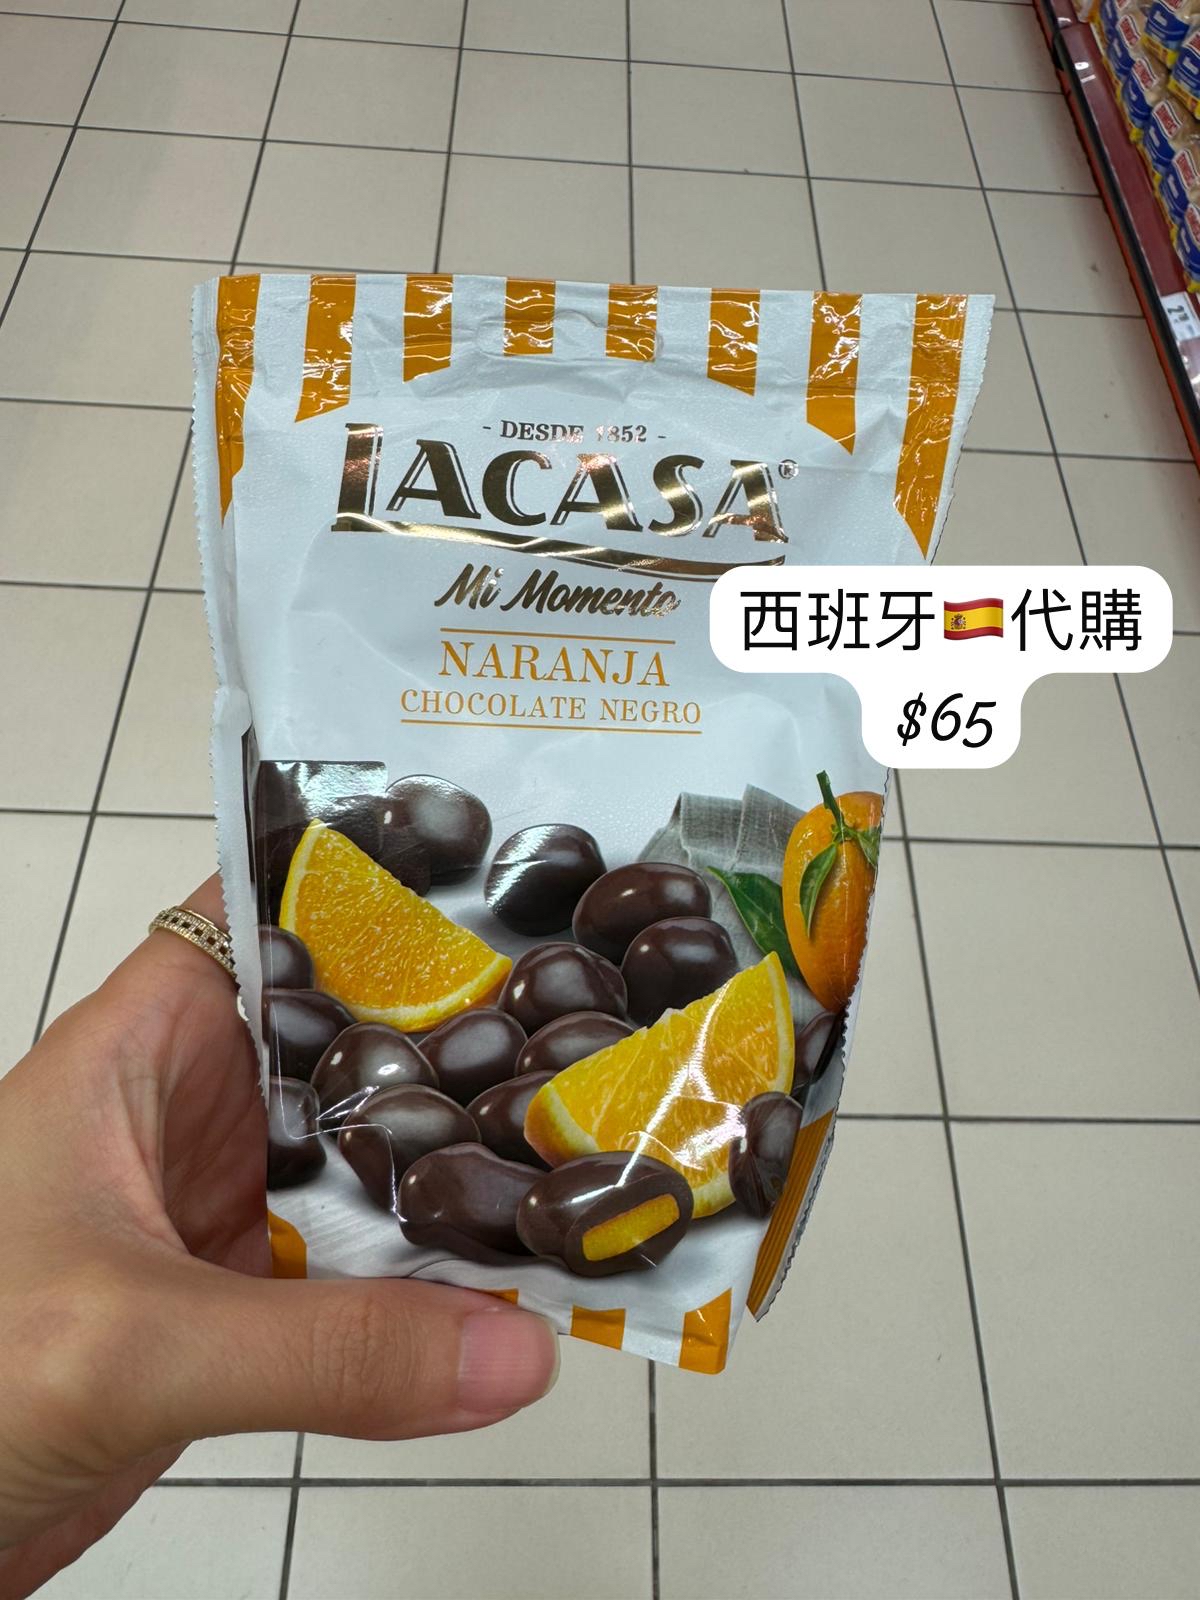 - DESDE 1852 -
LACASA®
Mi Momento
NARANJA
CHOCOLATE NEGRO
西班牙🇪🇸代購
$65